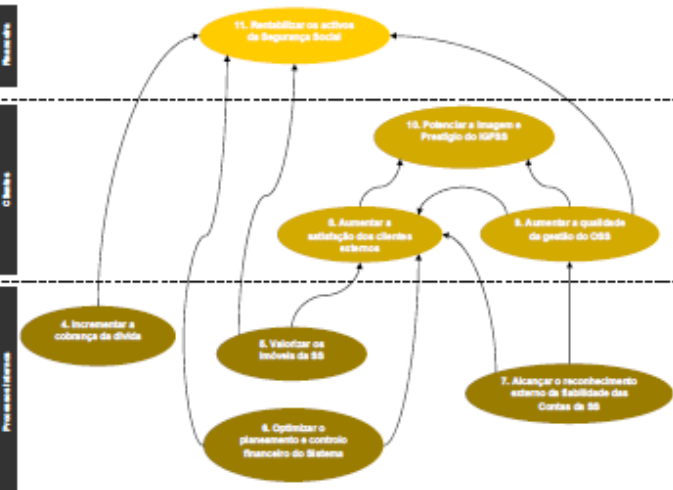 Financeira
11. Rentabilizar os activos
da Segurança Social
Clientes
10. Potenciar a Imagem e
Prestígio do IGFSS
8. Aumentar a
satisfação dos clientes
externos
9. Aumentar a qualidade
da gestão do OSS
Processos Internos
4. Incrementar a
cobrança da dívida
5. Valorizar os
Imóveis da SS
7. Alcançar o reconhecimento
externo de fiabilidade das
Contas da SS
6. Optimizar o
planeamento e controlo
financeiro do Sistema